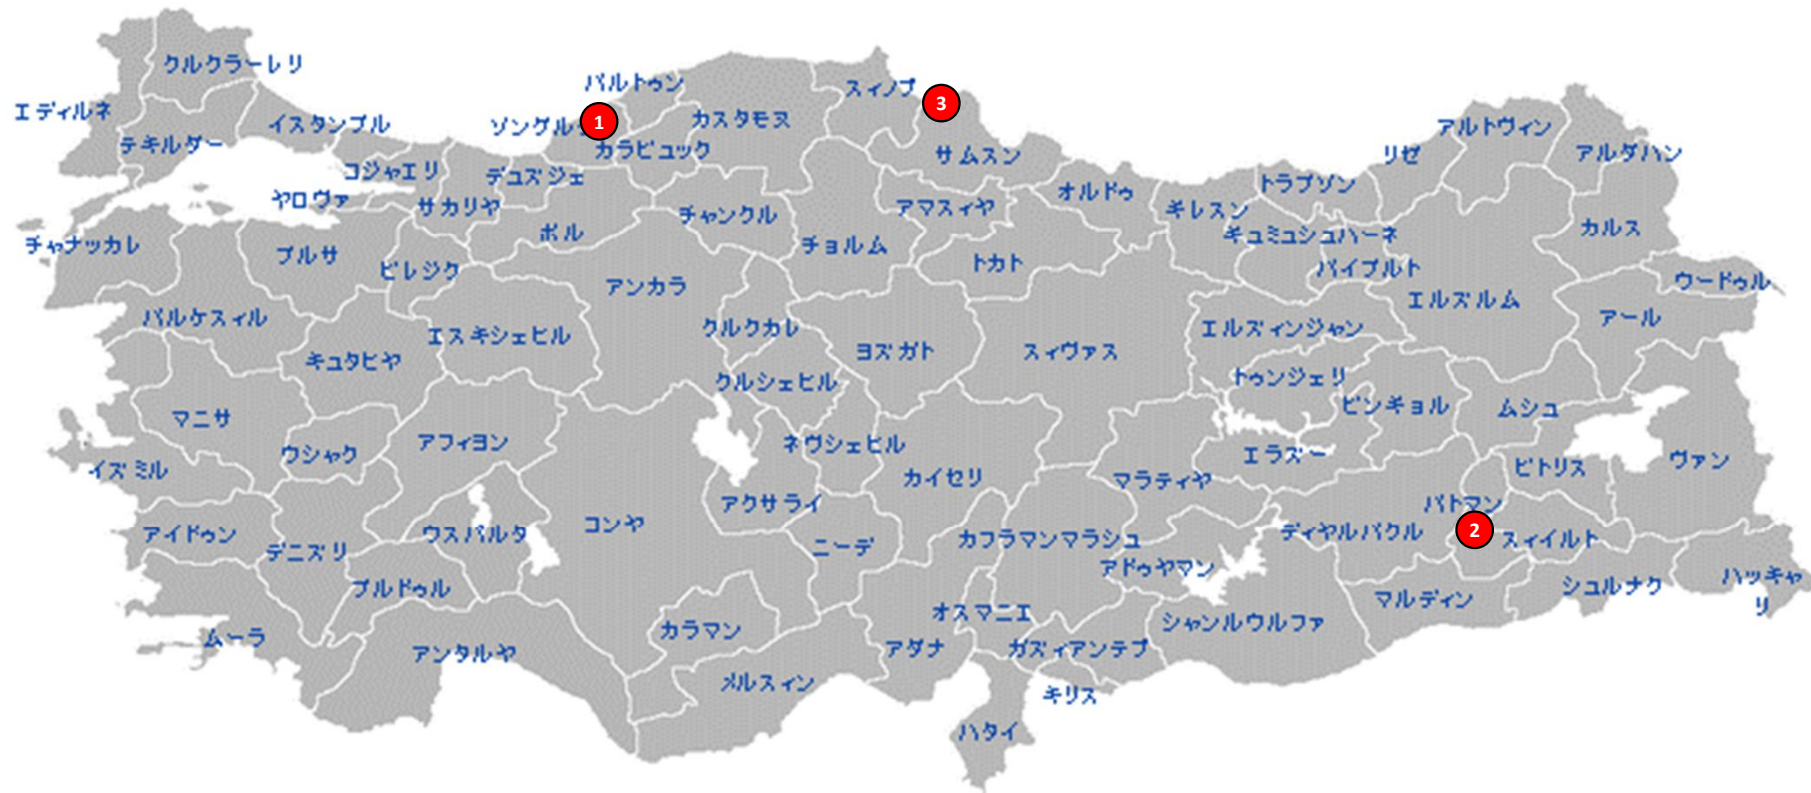 クルクラーレリ
エディルネ
テキルダー
イスタンブル
コジャエリ
ヤロヴァ
サカリヤ
デュズジェ
ゾングルダ
1
バルトゥン
カラビュック
カスタモヌ
スィノプ
3
サムスン
オルドゥ
ギレスン
トラブゾン
リゼ
アルトヴィン
アルダハン
カルス
チャナッカレ
ブルサ
ビレジク
ボル
チャンクル
チョルム
アマスィヤ
トカト
ギュミュシュハーネ
バイブルト
エルズルム
ウードゥル
アール
バルケスィル
キュタヒヤ
エスキシェヒル
アンカラ
クルクカレ
ヨズガト
スィヴァス
エルズィンジャン
トゥンジェリ
ビンギョル
ムシュ
クルシェヒル
マニサ
ウシャク
アフィヨン
ネヴシェヒル
カイセリ
マラティヤ
エラズー
ビトリス
ヴァン
イズミル
アイドゥン
デニズリ
ウスパルタ
コンヤ
アクサライ
ニーデ
カフラマンマラシュ
アドゥヤマン
ディヤルバクル
バトマン
2
スィイルト
シュルナク
ハッキャ
リ
ブルドゥル
ムーラ
アンタルヤ
カラマン
メルスィン
アダナ
オスマニエ
ガズィアンテプ
シャンルウルファ
マルディン
キリス
ハタイ